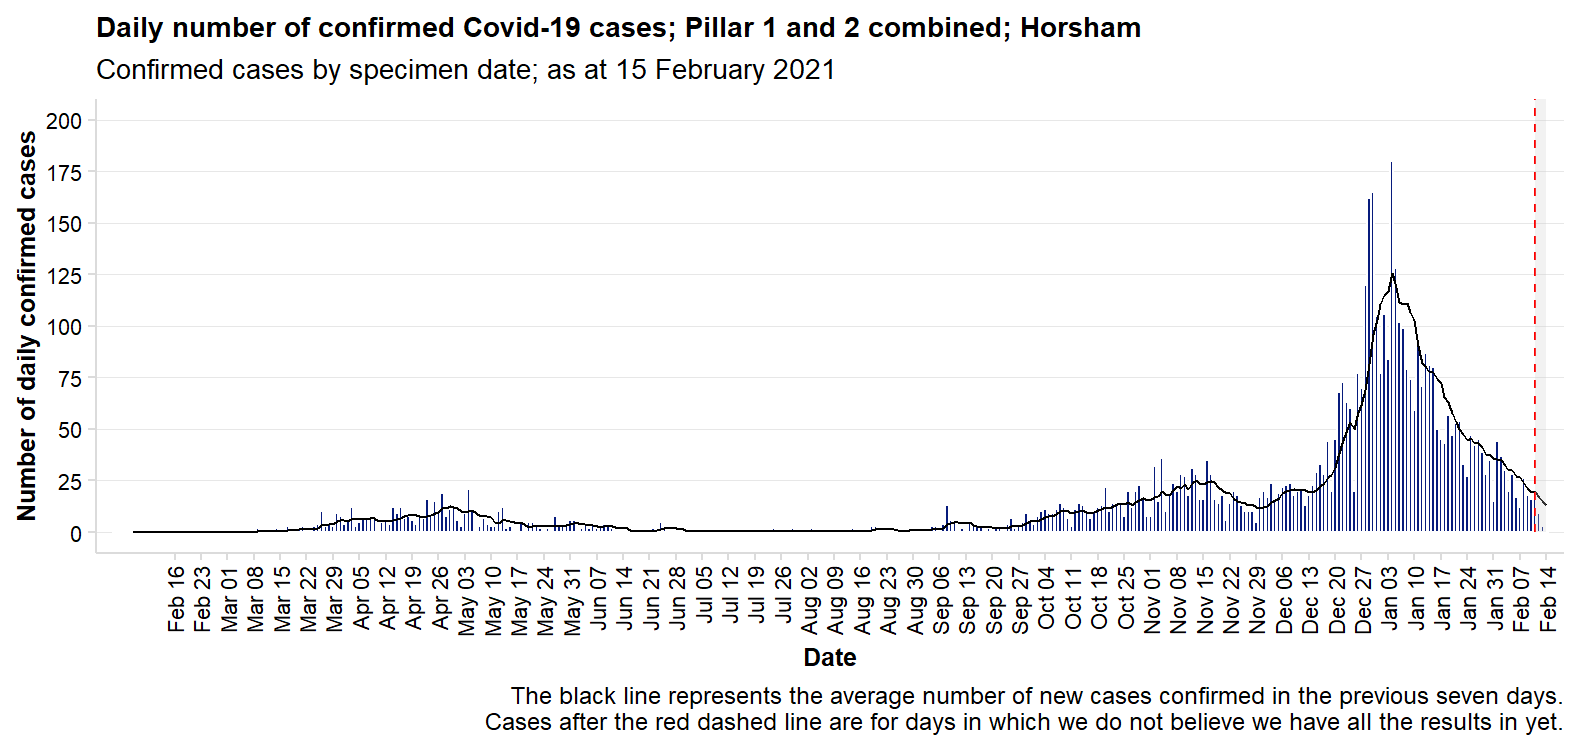 Daily number of confirmed Covid-19 cases; Pillar 1 and 2 combined; Horsham
Confirmed cases by specimen date; as at 15 February 2021
Number of daily confirmed cases
200
175
150
125
100
75
50
25
0
Feb 16
Feb 23
Mar 01
Mar 08
Mar 15
Mar 22
Mar 29
Apr 05
Apr 12
Apr 19
Apr 26
May 03
May 10
May 17
May 24
May 31
Jun 07
Jun 14
Jun 21
Jun 28
Jul 05
Jul 12
Jul 19
Jul 26
Aug 02
Aug 09
Aug 16
Aug 23
Aug 30
Sep 06
Sep 13
Sep 20
Sep 27
Oct 04
Oct 11
Oct 18
Oct 25
Nov 01
Nov 08
Nov 15
Nov 22
Nov 29
Dec 06
Dec 13
Dec 20
Dec 27
Jan 03
Jan 10
Jan 17
Jan 24
Jan 31
Feb 07
Feb 14
Date
The black line represents the average number of new cases confirmed in the previous seven days.
Cases after the red dashed line are for days in which we do not believe we have all the results in yet.